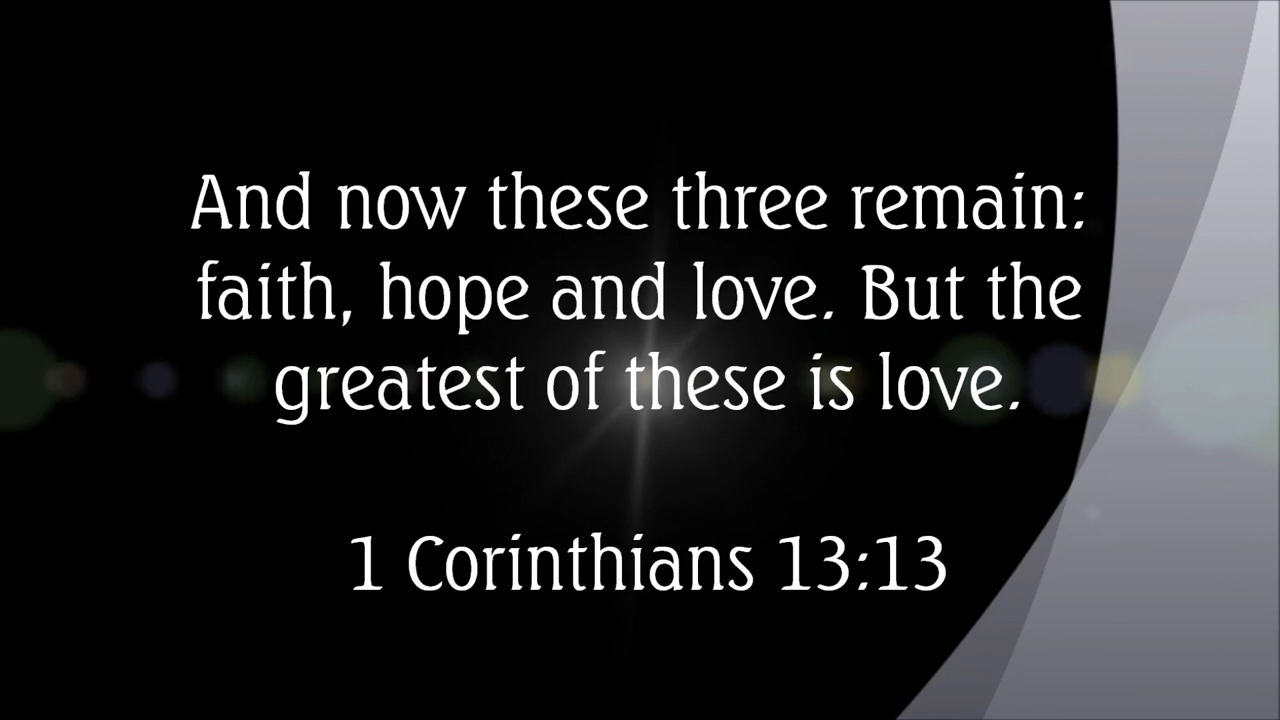 And now these three remain:
faith, hope and love. But the
greatest of these is love.
1 Corinthians 13:13